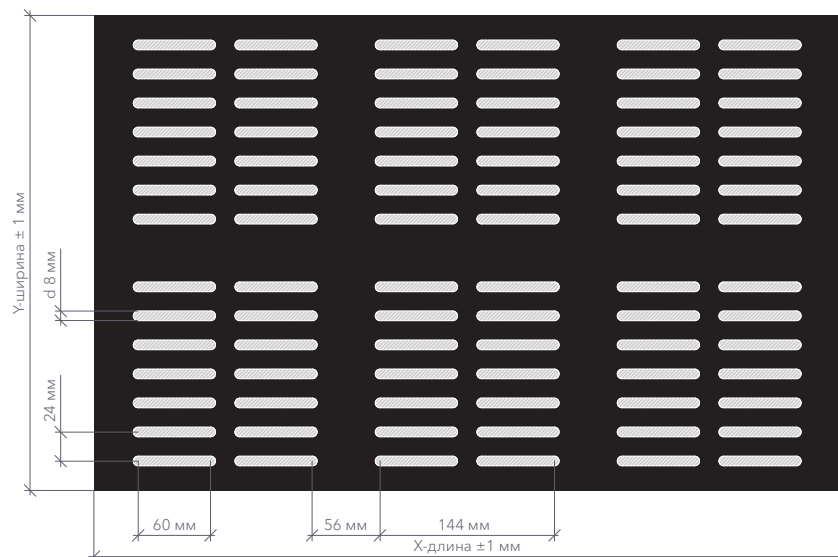 Y-ширина ± 1 мм
d 8 мм
24 мм
60 мм
56 мм
144 мм
X-длина ±1 мм